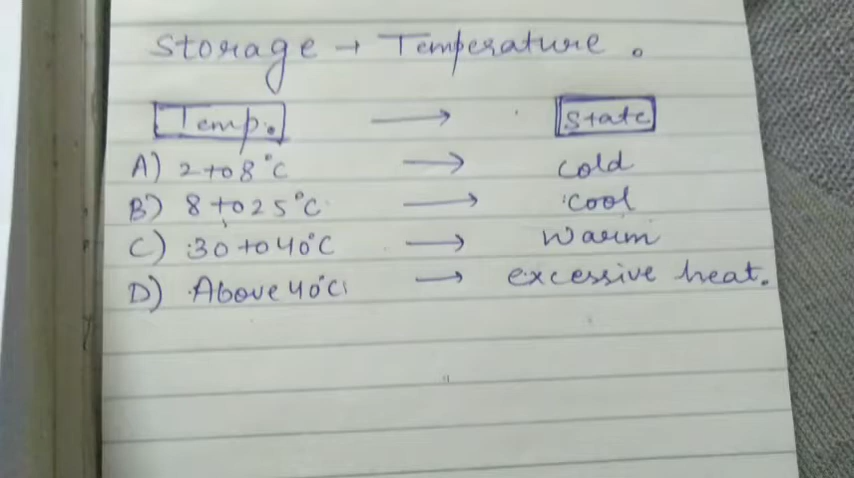 Storage → Temperature.
Temp. → State
A) 2 to 8°C → cold
B) 8 to 25°C → cool
C) 30 to 40°C → Warm
D) Above 40°C → excessive heat.